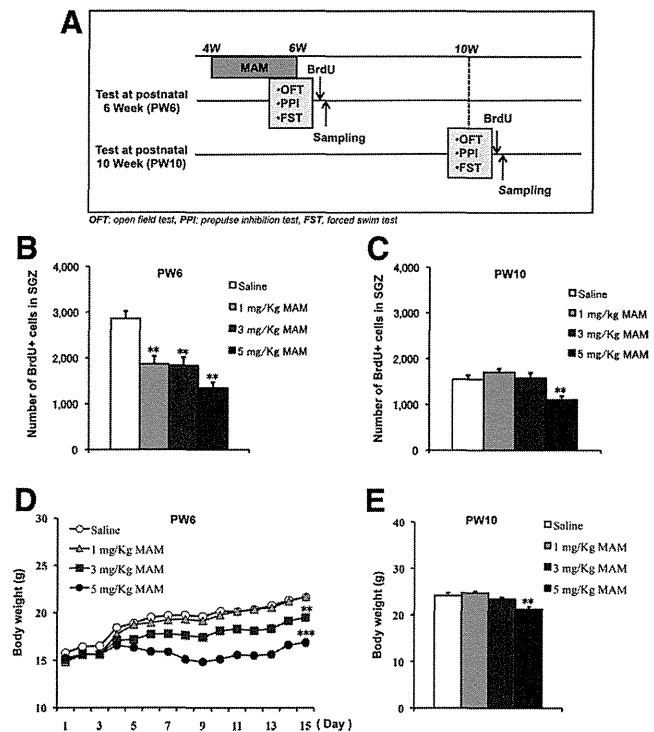 A
4W
6W
10W
MAM
BrdU
Test at postnatal
6 Week (PW6)
•OFT
•PPI
•FST
Sampling
BrdU
Test at postnatal
10 Week (PW10)
•OFT
•PPI
•FST
Sampling
OFT: open field test, PPI: prepulse inhibition test, FST, forced swim test
B
PW6
Number of BrdU+ cells in SGZ
4,000
3,000
2,000
1,000
0
Saline
1 mg/Kg MAM
3 mg/Kg MAM
5 mg/Kg MAM
**
**
**
C
PW10
Number of BrdU+ cells in SGZ
4,000
3,000
2,000
1,000
0
Saline
1 mg/kg MAM
3 mg/Kg MAM
5 mg/Kg MAM
**
D
PW6
Body weight (g)
30
25
20
15
10
Saline
1 mg/Kg MAM
3 mg/Kg MAM
5 mg/Kg MAM
**
***
1 3 5 7 9 11 13 15 (Day)
E
PW10
Body weight (g)
40
30
20
10
0
Saline
1 mg/Kg MAM
3 mg/Kg MAM
5 mg/Kg MAM
**